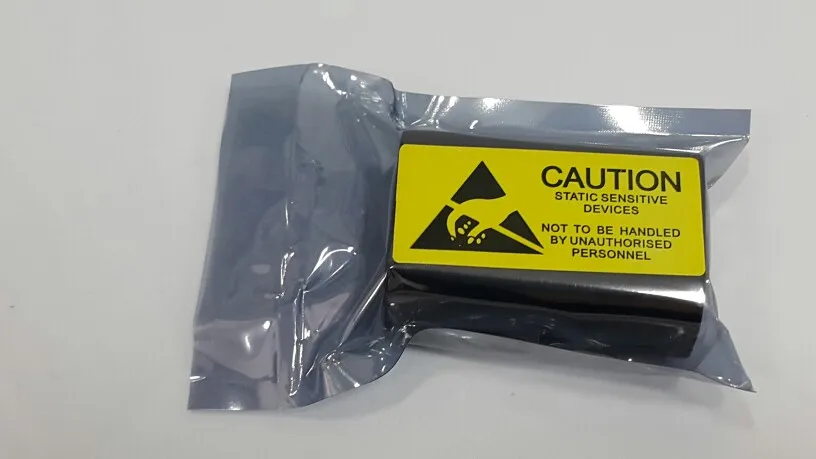 CAUTION
STATIC SENSITIVE
DEVICES
NOT TO BE HANDLED
BY UNAUTHORISED
PERSONNEL